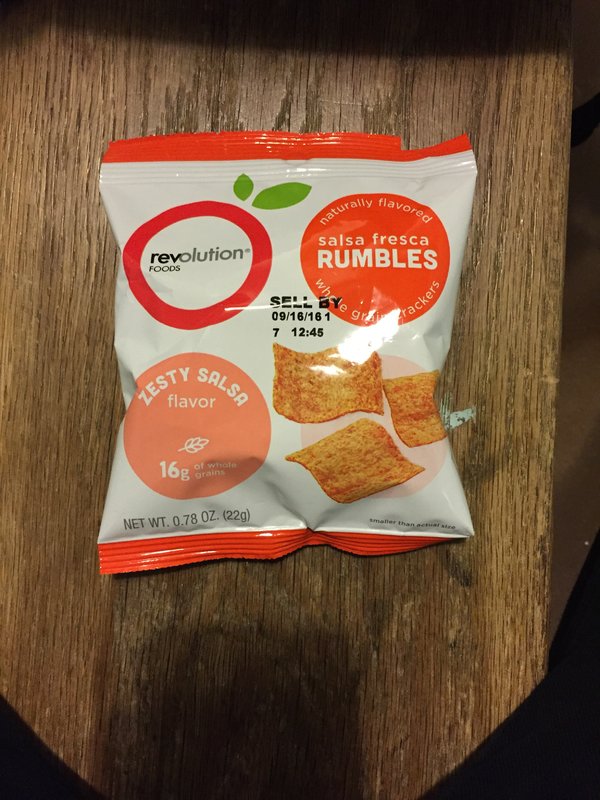 revolution®
FOODS
naturally flavored
salsa fresca
RUMBLES
whole grain crackers
SELL BY
09/16/16 1
7 12:45
ZESTY SALSA
flavor
16g of whole
grains
NET WT. 0.78 OZ. (22g)
smaller than actual size